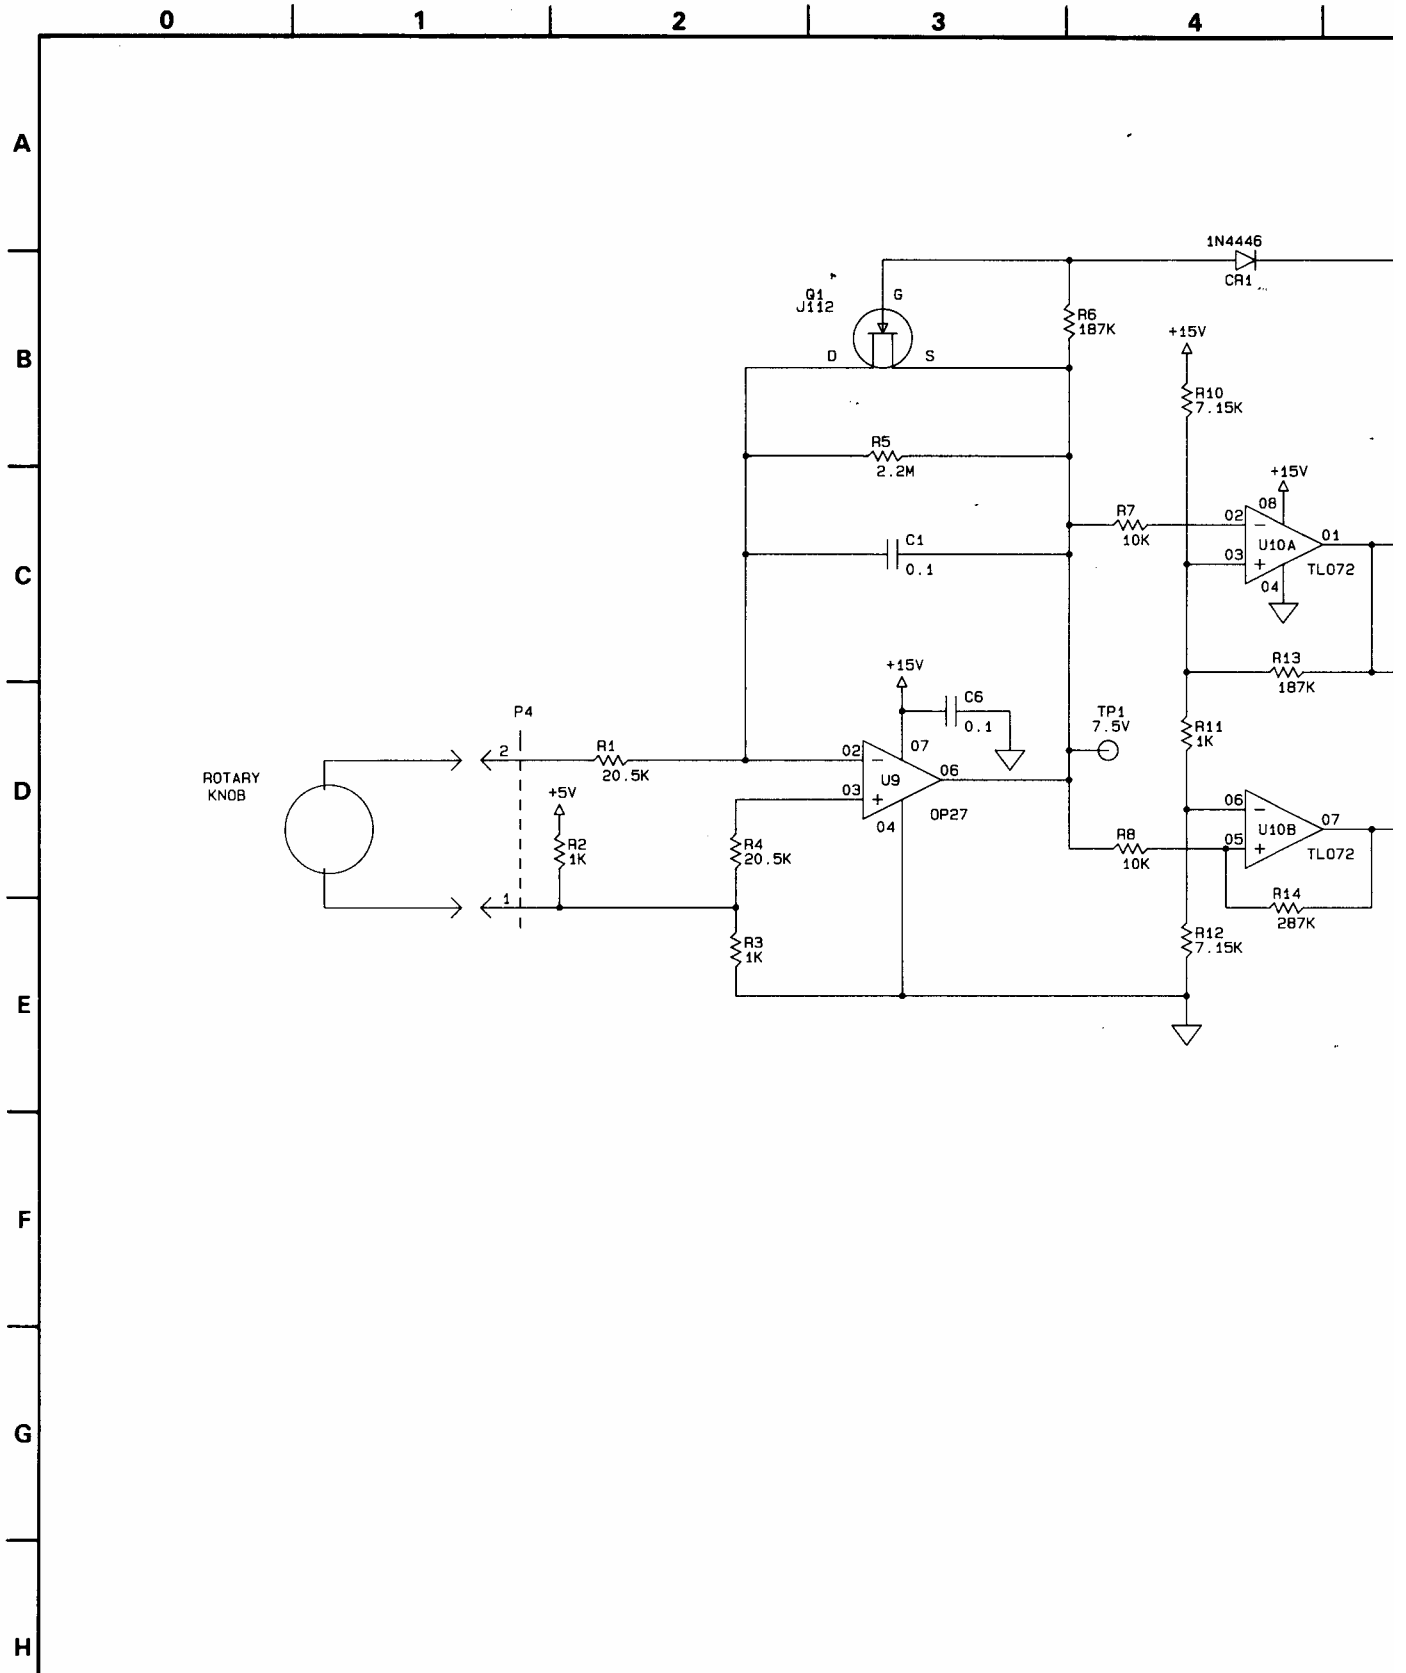 0 1 2 3 4
A
1N4446
CR1
Q1
J112
G
D
S
R6
187K
+15V
B
R10
7.15K
R5
2.2M
+15V
R7
10K
02
08
01
U10A
03
04
TL072
C1
0.1
C
R13
187K
+15V
C6
0.1
TP1
7.5V
R11
1K
P4
2
R1
20.5K
02
07
06
U9
03
04
OP27
ROTARY
KNOB
D
+5V
R2
1K
R4
20.5K
R8
10K
06
07
U10B
05
TL072
R14
287K
1
R3
1K
R12
7.15K
E
F
G
H